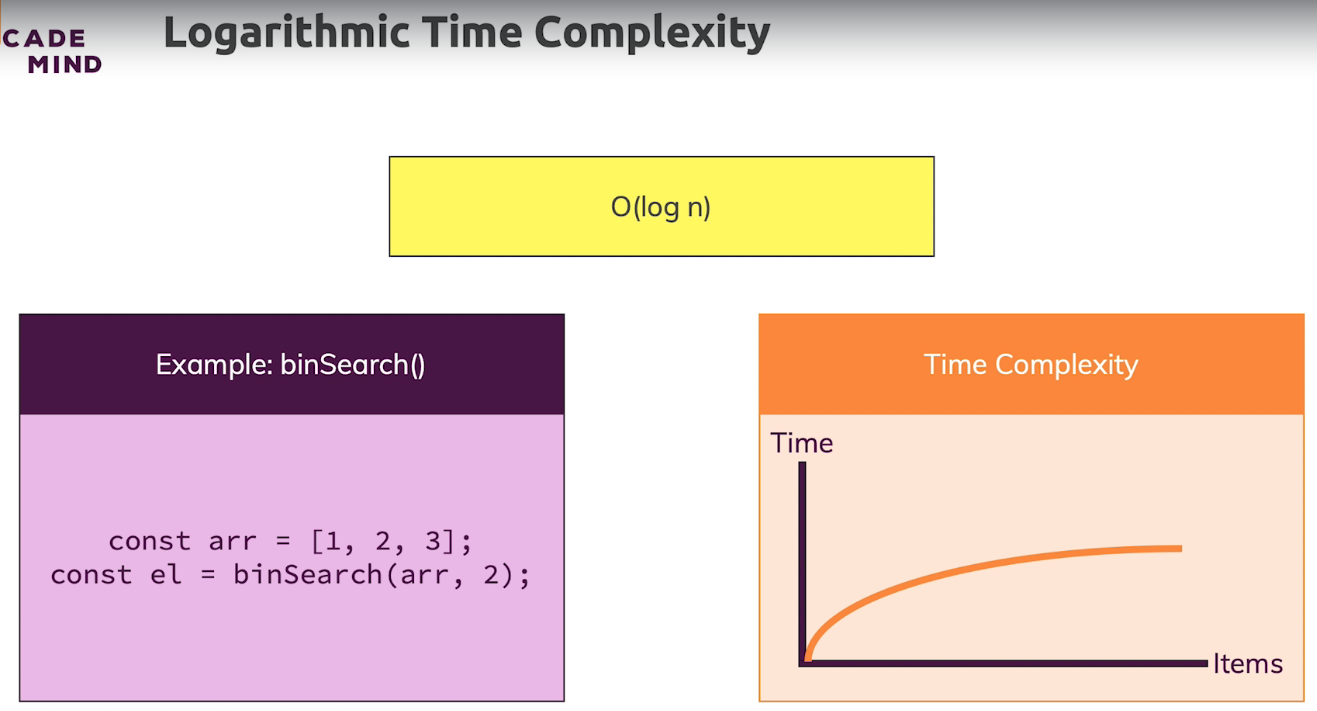 CADE
MIND
Logarithmic Time Complexity
O(log n)
Example: binSearch()
const arr = [1, 2, 3];
const el = binSearch(arr, 2);
Time Complexity
Time
Items